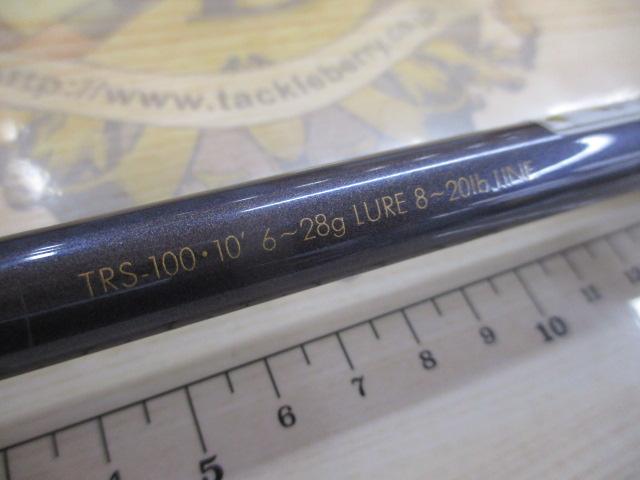 http://www.tackleberry.co.jp
TRS-100・10' 6~28g LURE 8~20lb.LINE
4 5 6 7 8 9 10 11 12